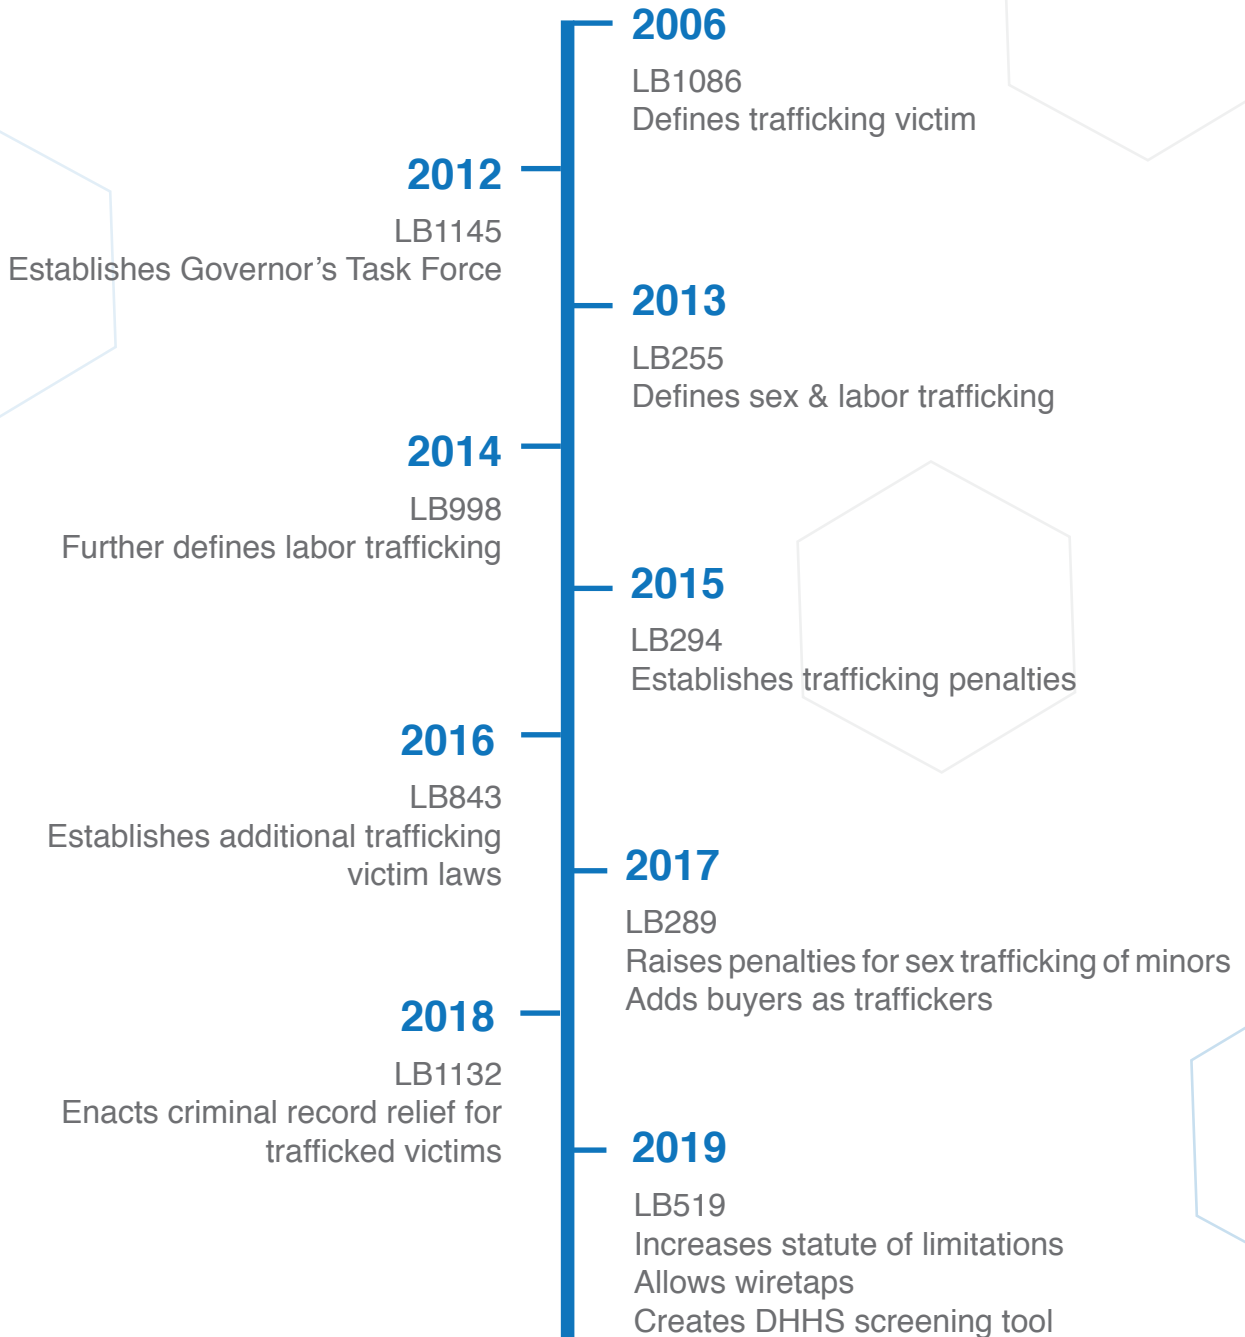 2006
LB1086
Defines trafficking victim
2012
LB1145
Establishes Governor’s Task Force
2013
LB255
Defines sex & labor trafficking
2014
LB998
Further defines labor trafficking
2015
LB294
Establishes trafficking penalties
2016
LB843
Establishes additional trafficking
victim laws
2017
LB289
Raises penalties for sex trafficking of minors
Adds buyers as traffickers
2018
LB1132
Enacts criminal record relief for
trafficked victims
2019
LB519
Increases statute of limitations
Allows wiretaps
Creates DHHS screening tool